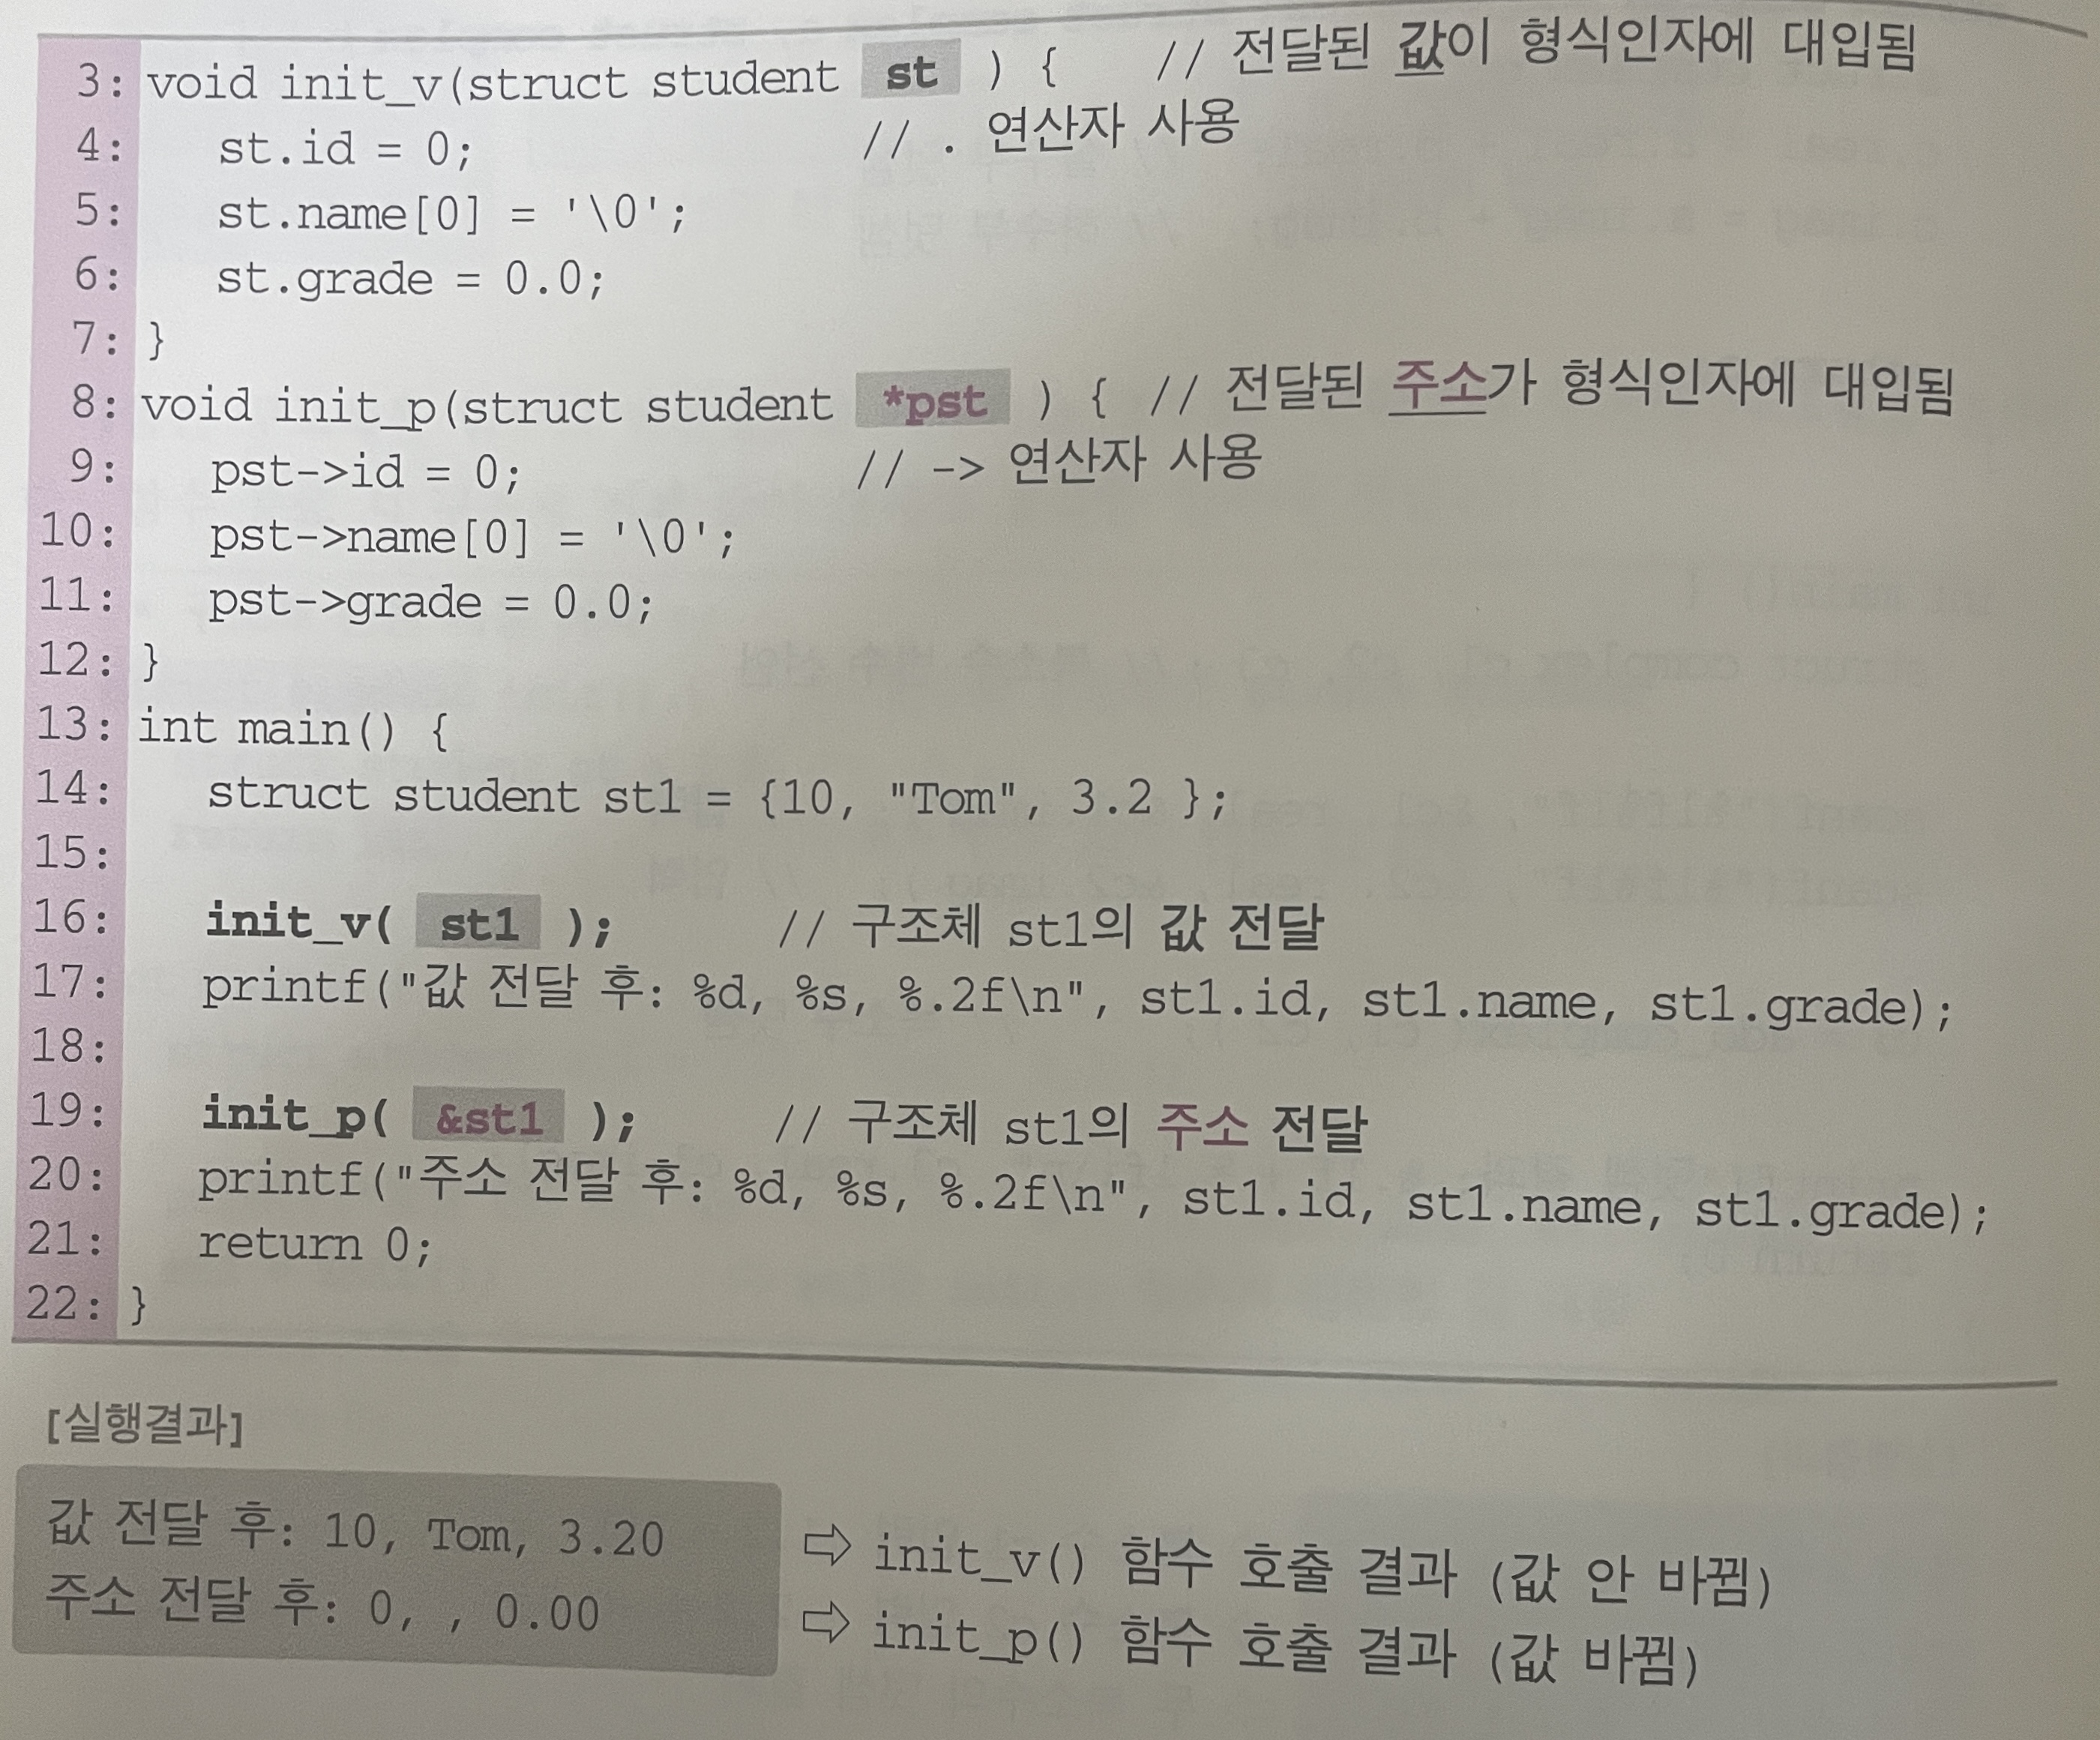 3: void init_v(struct student st ) { // 전달된 값이 형식인자에 대입됨
4: st.id = 0; // . 연산자 사용
5: st.name[0] = '\0';
6: st.grade = 0.0;
7: }
8: void init_p(struct student *pst ) { // 전달된 주소가 형식인자에 대입됨
9: pst->id = 0; // -> 연산자 사용
10: pst->name[0] = '\0';
11: pst->grade = 0.0;
12: }
13: int main() {
14: struct student st1 = {10, "Tom", 3.2 };
15:
16: init_v( st1 ); // 구조체 st1의 값 전달
17: printf("값 전달 후: %d, %s, %.2f\n", st1.id, st1.name, st1.grade);
18:
19: init_p( &st1 ); // 구조체 st1의 주소 전달
20: printf("주소 전달 후: %d, %s, %.2f\n", st1.id, st1.name, st1.grade);
21: return 0;
22: }
[실행결과]
값 전달 후: 10, Tom, 3.20 ⇨ init_v() 함수 호출 결과 (값 안 바뀜)
주소 전달 후: 0, , 0.00 ⇨ init_p() 함수 호출 결과 (값 바뀜)